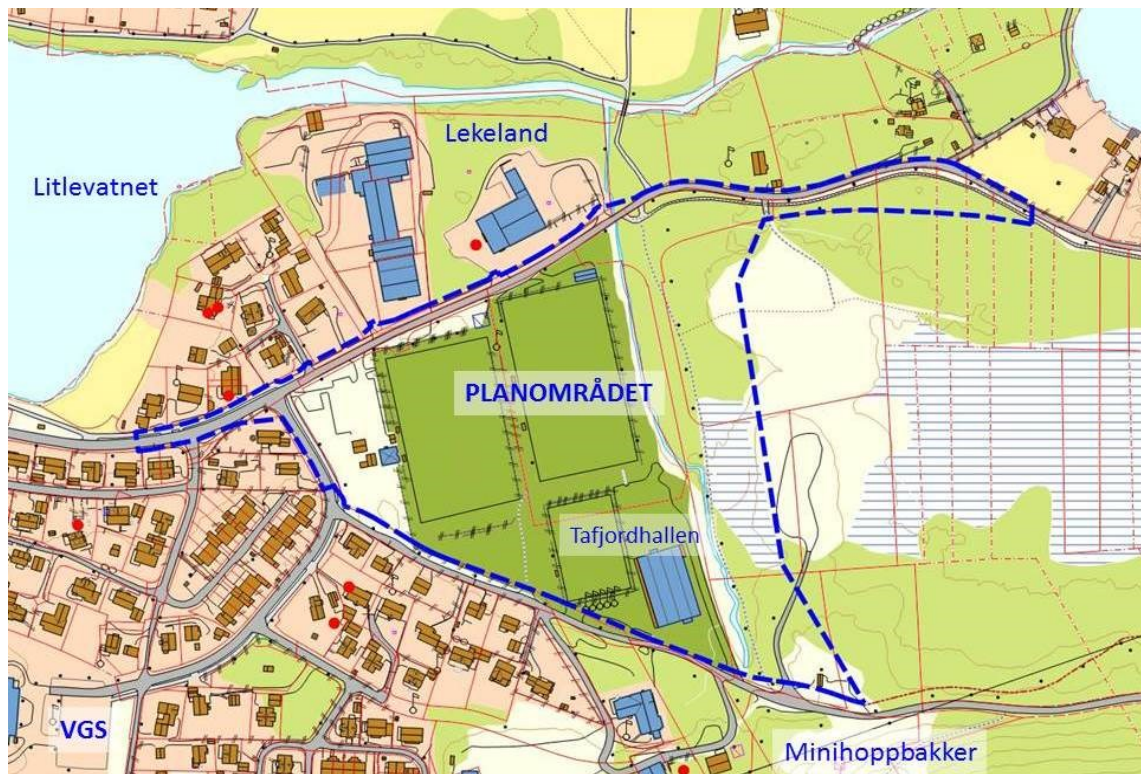 Lekeland
Litlevatnet
PLANOMRÅDET
Tafjordhallen
VGS
Minihoppbakker